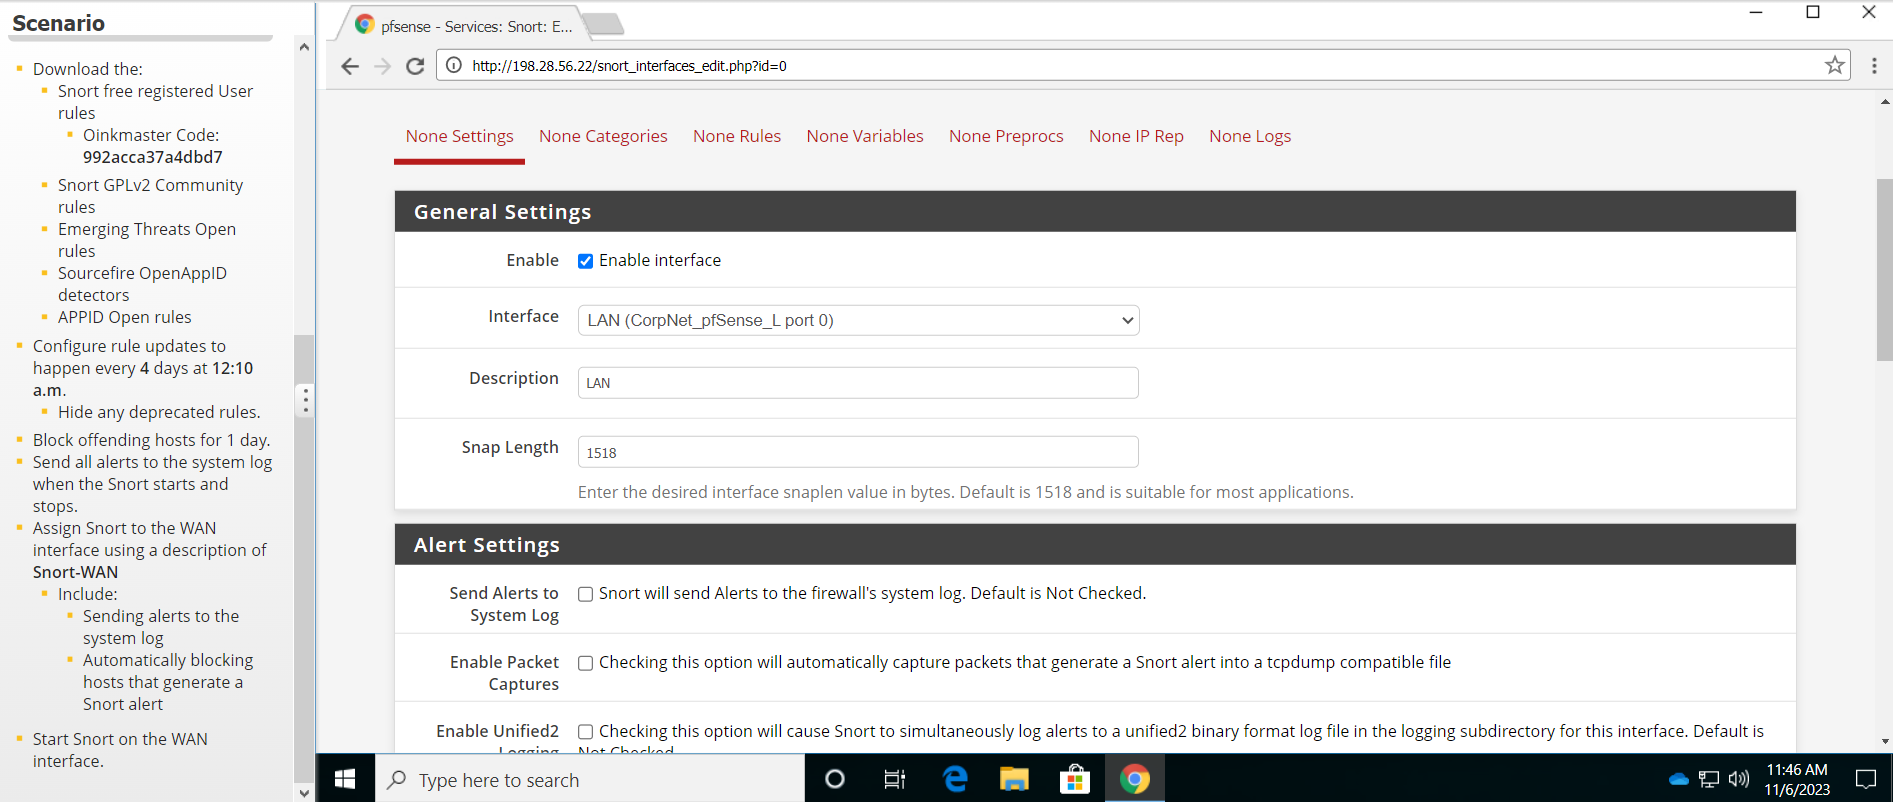 Scenario
Download the:
Snort free registered User
rules
Oinkmaster Code:
992acca37a4dbd7
Snort GPLv2 Community
rules
Emerging Threats Open
rules
Sourcefire OpenAppID
detectors
APPID Open rules
Configure rule updates to
happen every 4 days at 12:10
a.m.
Hide any deprecated rules.
Block offending hosts for 1 day.
Send all alerts to the system log
when the Snort starts and
stops.
Assign Snort to the WAN
interface using a description of
Snort-WAN
Include:
Sending alerts to the
system log
Automatically blocking
hosts that generate a
Snort alert
Start Snort on the WAN
interface.
pfsense - Services: Snort: E...
http://198.28.56.22/snort_interfaces_edit.php?id=0
None Settings None Categories None Rules None Variables None Preprocs None IP Rep None Logs
General Settings
Enable Enable interface
Interface LAN (CorpNet_pfSense_L port 0)
Description LAN
Snap Length 1518
Enter the desired interface snaplen value in bytes. Default is 1518 and is suitable for most applications.
Alert Settings
Send Alerts to Snort will send Alerts to the firewall's system log. Default is Not Checked.
System Log
Enable Packet Checking this option will automatically capture packets that generate a Snort alert into a tcpdump compatible file
Captures
Enable Unified2 Checking this option will cause Snort to simultaneously log alerts to a unified2 binary format log file in the logging subdirectory for this interface. Default is
Logging Not Checked
Type here to search
11:46 AM
11/6/2023